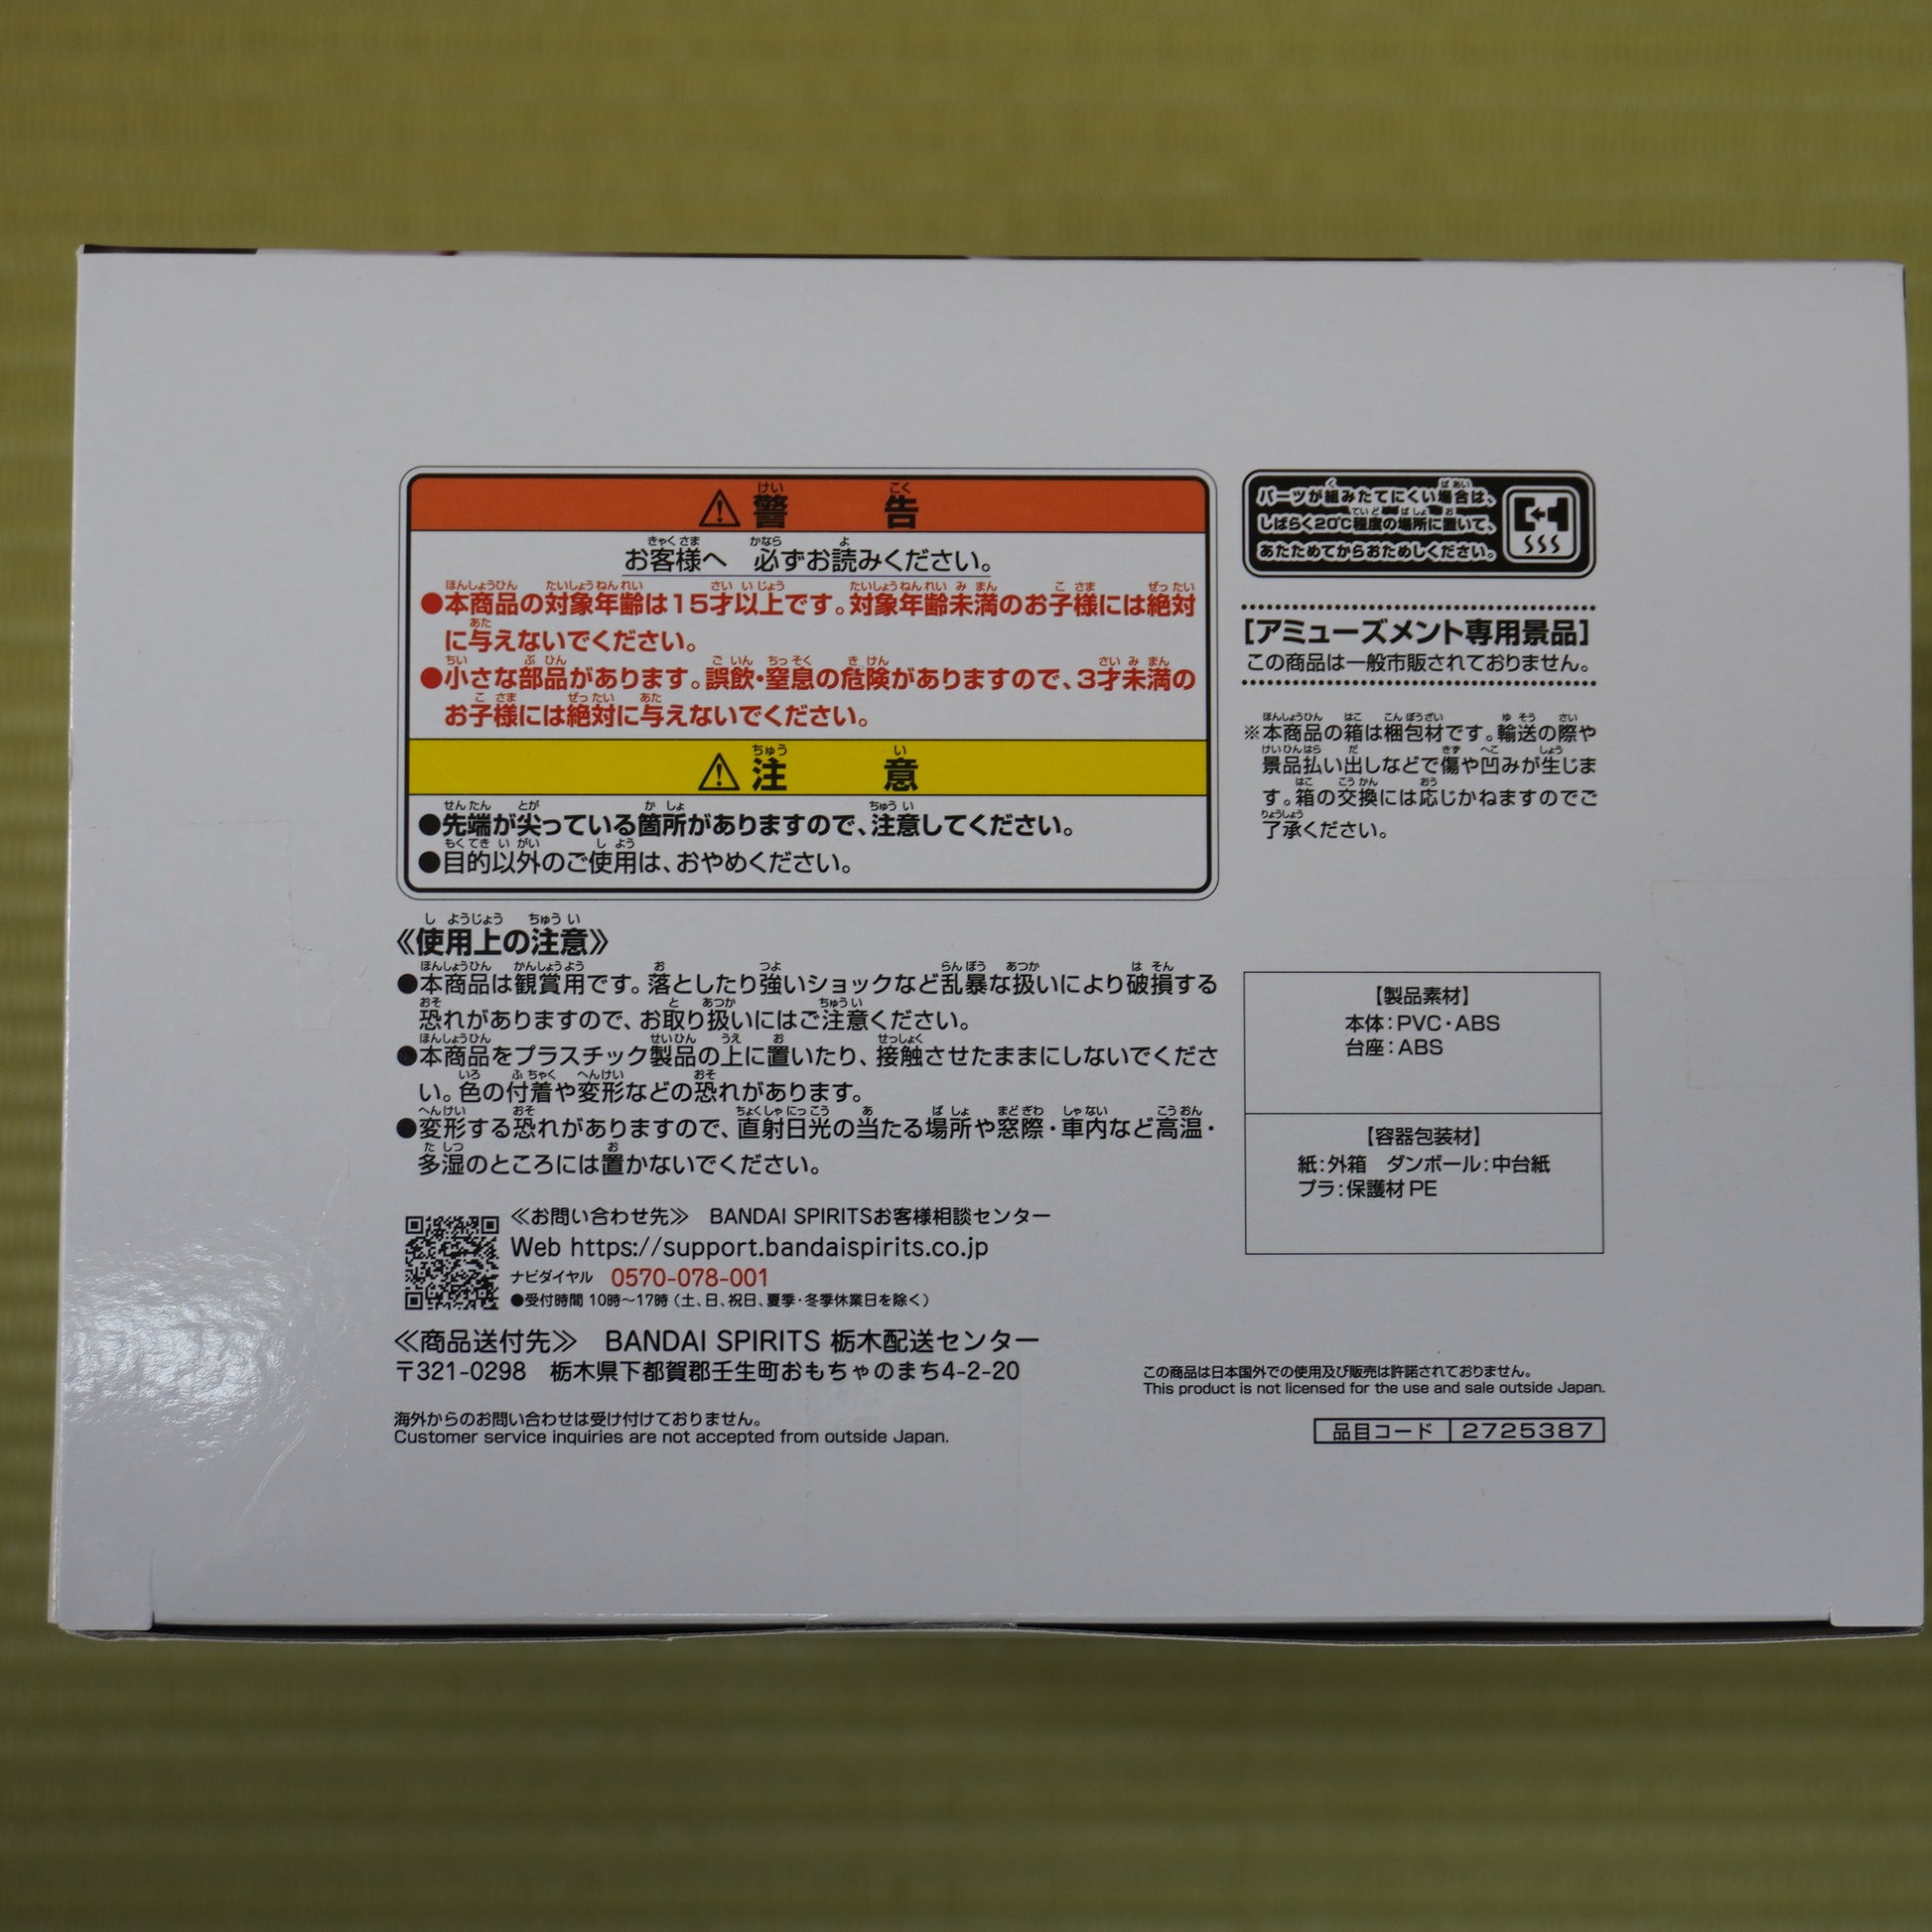 ⚠警告
お客様へ 必ずお読みください。
●本商品の対象年齢は15才以上です。対象年齢未満のお子様には絶対
に与えないでください。
●小さな部品があります。誤飲・窒息の危険がありますので、3才未満の
お子様には絶対に与えないでください。
⚠注意
●先端が尖っている箇所がありますので、注意してください。
●目的以外のご使用は、おやめください。
《使用上の注意》
●本商品は観賞用です。落としたり強いショックなど乱暴な扱いにより破損する
恐れがありますので、お取り扱いにはご注意ください。
●本商品をプラスチック製品の上に置いたり、接触させたままにしないでくださ
い。色の付着や変形などの恐れがあります。
●変形する恐れがありますので、直射日光の当たる場所や窓際・車内など高温・
多湿のところには置かないでください。
≪お問い合わせ先≫ BANDAI SPIRITSお客様相談センター
Web https://support.bandaispirits.co.jp
ナビダイヤル 0570-078-001
●受付時間 10時～17時（土、日、祝日、夏季・冬季休業日を除く）
≪商品送付先≫ BANDAI SPIRITS 栃木配送センター
〒321-0298 栃木県下都賀郡壬生町おもちゃのまち4-2-20
海外からのお問い合わせは受け付けておりません。
Customer service inquiries are not accepted from outside Japan.
パーツが組みたてにくい場合は、
しばらく20℃程度の場所に置いて、
あたためてからおためしください。
［アミューズメント専用景品］
この商品は一般市販されておりません。
※本商品の箱は梱包材です。輸送の際や
景品払い出しなどで傷や凹みが生じま
す。箱の交換には応じかねますのでご
了承ください。
【製品素材】
本体：PVC・ABS
台座：ABS
【容器包装材】
紙：外箱 ダンボール：中台紙
プラ：保護材 PE
この商品は日本国外での使用及び販売は許諾されておりません。
This product is not licensed for the use and sale outside Japan.
品目コード 2725387